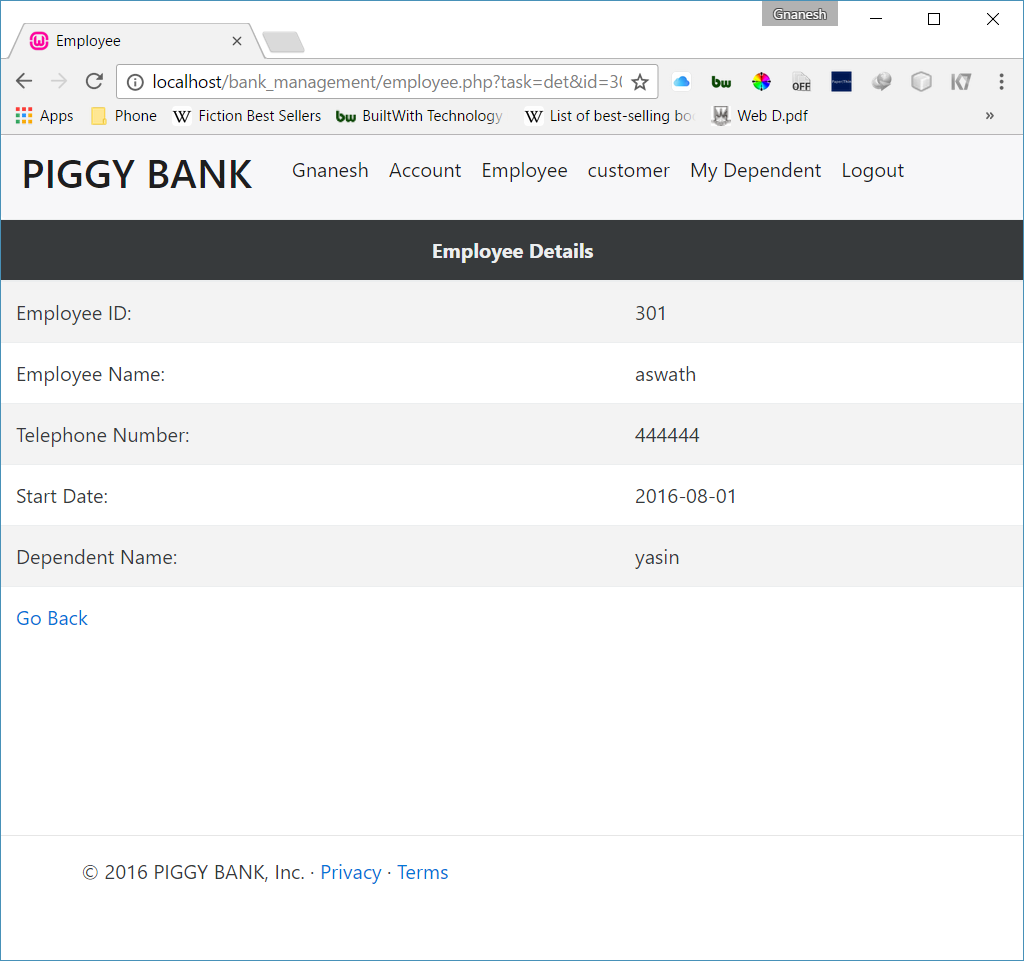 Gnanesh
Employee
localhost/bank_management/employee.php?task=det&id=30
bw OFF K7
Apps Phone W Fiction Best Sellers bw BuiltWith Technology W List of best-selling bo Web D.pdf »
PIGGY BANK Gnanesh Account Employee customer My Dependent Logout
Employee Details
Employee ID: 301
Employee Name: aswath
Telephone Number: 444444
Start Date: 2016-08-01
Dependent Name: yasin
Go Back
© 2016 PIGGY BANK, Inc. · Privacy · Terms